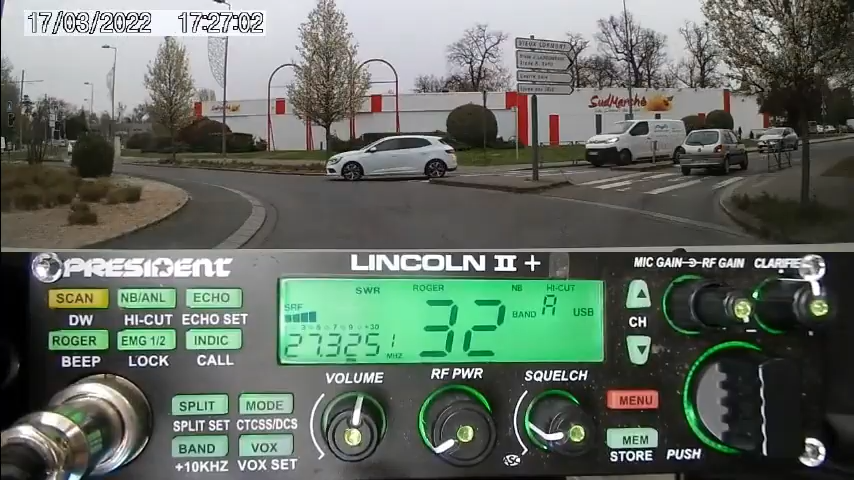 17/03/2022 17:27:02
SudMarché
PRESIDENT
LINCOLN II +
MIC GAIN RF GAIN CLARIFIER
SCAN NB/ANL ECHO
DW HI-CUT ECHO SET
ROGER EMG 1/2 INDIC
BEEP LOCK CALL
SWR ROGER NB HI-CUT
SRF
32 BAND A USB
27.3251 MHZ
CH
VOLUME RF PWR SQUELCH
SPLIT MODE
SPLIT SET CTCSS/DCS
BAND VOX
+10KHZ VOX SET
ASC
MENU
MEM
STORE PUSH